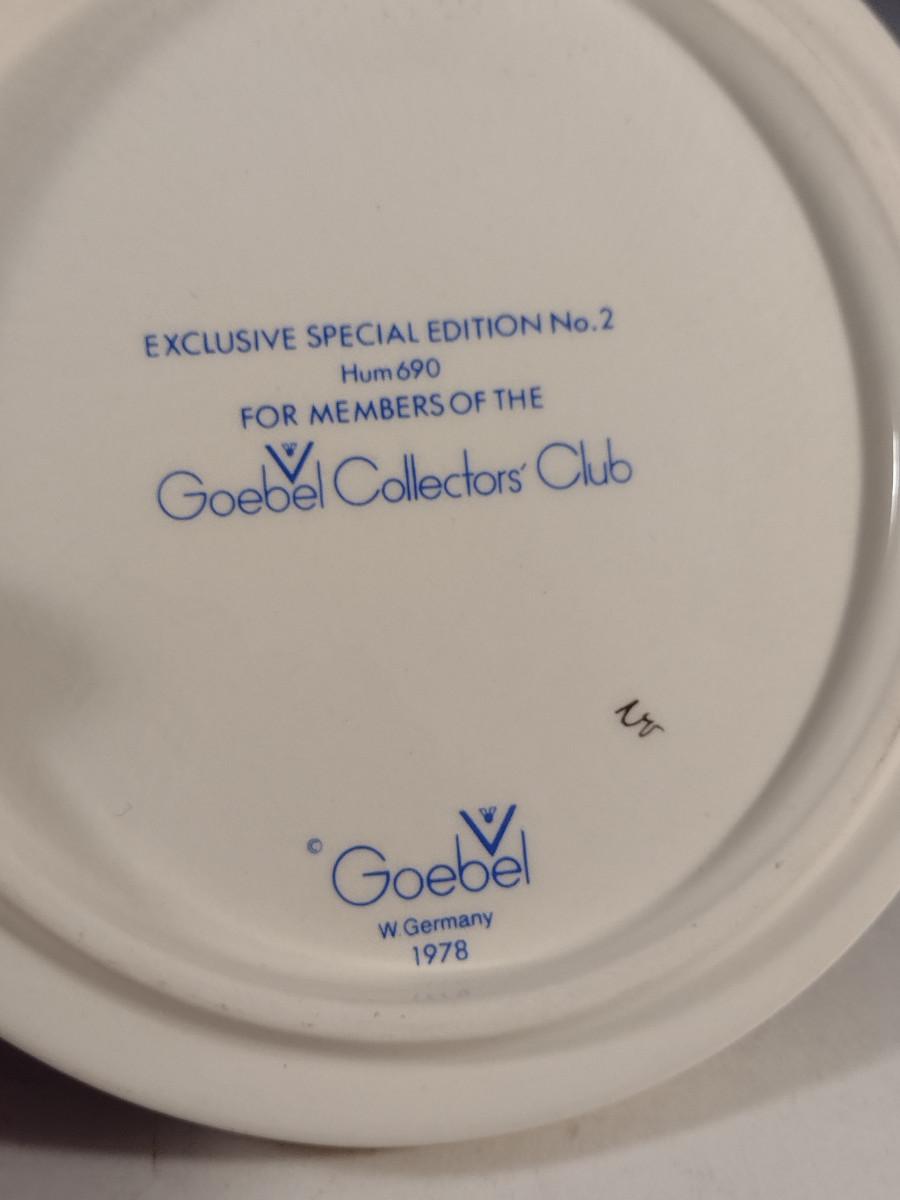 EXCLUSIVE SPECIAL EDITION No.2
Hum 690
FOR MEMBERS OF THE
Goebel Collectors' Club
© Goebel
W. Germany
1978